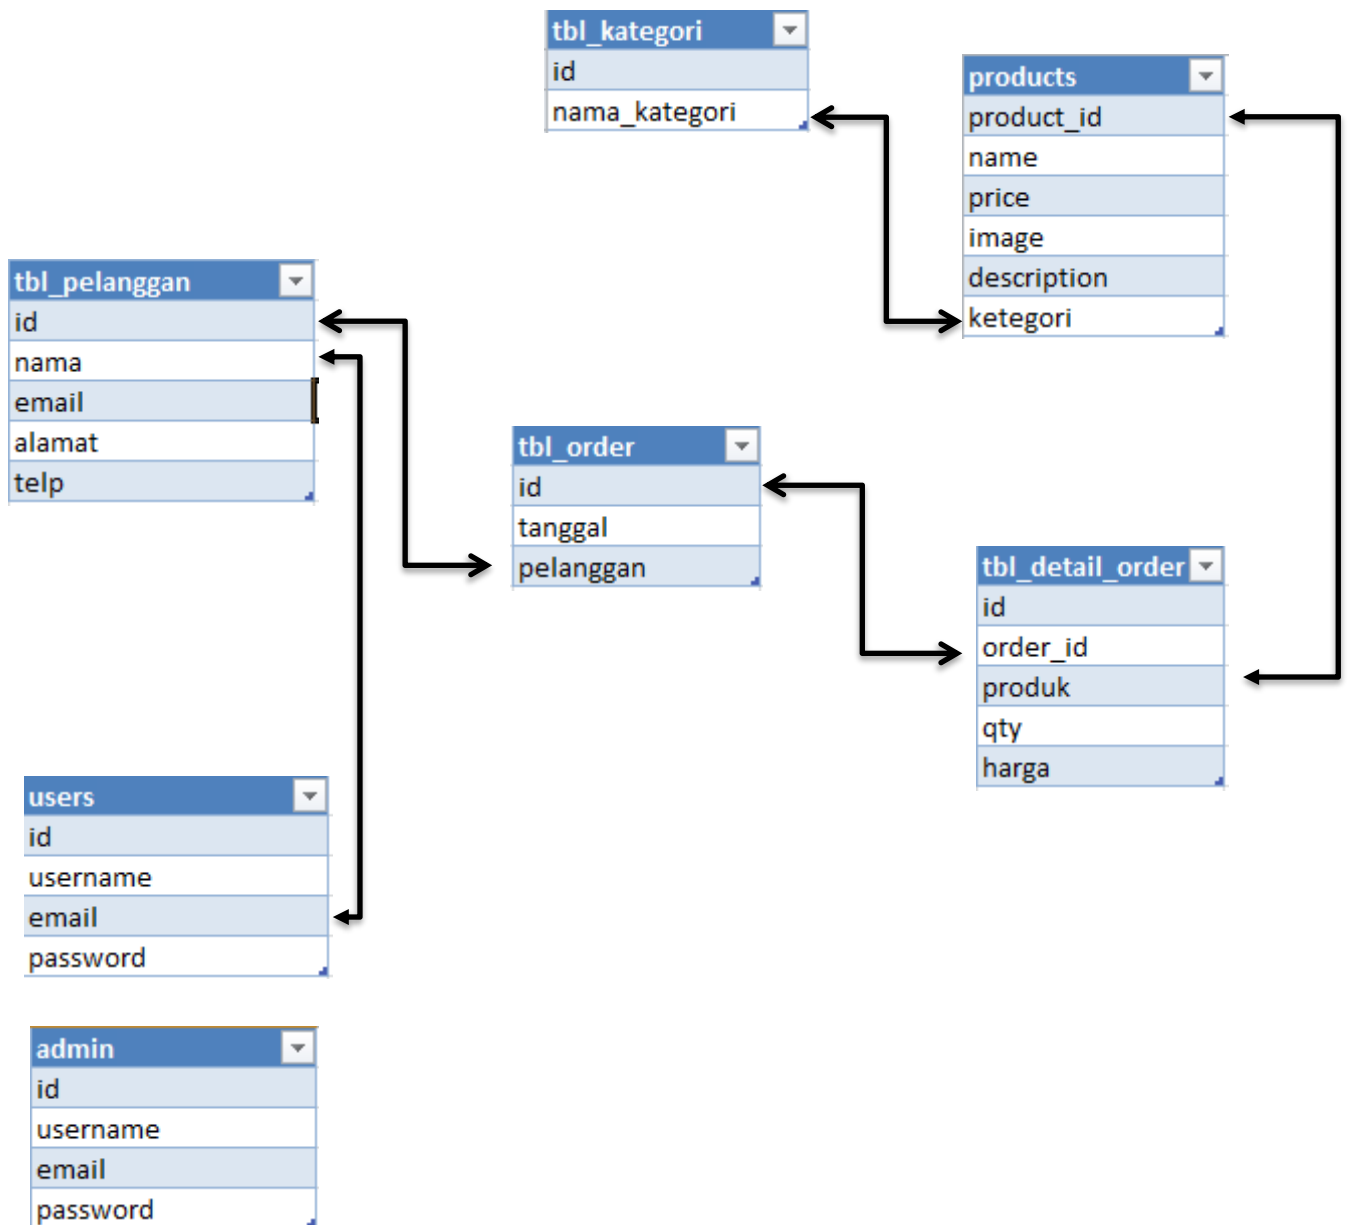 tbl_kategori
id
nama_kategori
products
product_id
name
price
image
description
ketegori
tbl_pelanggan
id
nama
email
alamat
telp
tbl_order
id
tanggal
pelanggan
tbl_detail_order
id
order_id
produk
qty
harga
users
id
username
email
password
admin
id
username
email
password